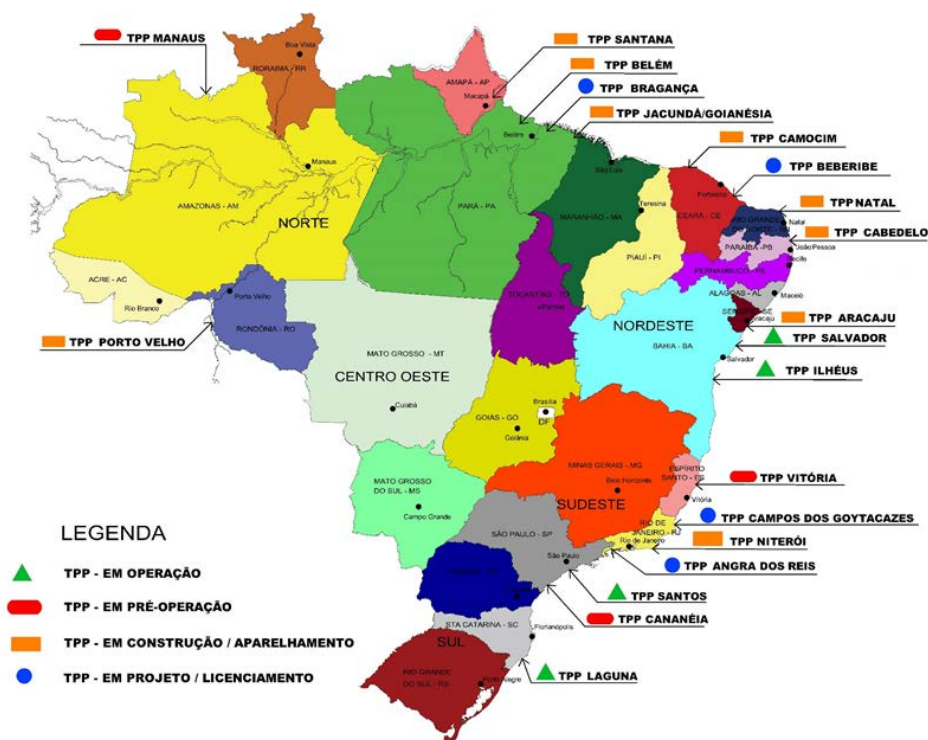 TPP MANAUS
Boa Vista
RORAIMA - RR
TPP SANTANA
TPP BELÉM
TPP BRAGANÇA
TPP JACUNDÁ/GOIANÉSIA
TPP CAMOCIM
TPP BEBERIBE
TPP NATAL
TPP CABEDELO
AMAPÁ - AP
Macapá
Belém
São Luís
Manaus
AMAZONAS - AM
NORTE
PARÁ - PA
MARANHÃO - MA
Teresina
CEARÁ - CE
Fortaleza
RIO GRANDE
Natal
PARAÍBA - PB
João Pessoa
Recife
PIAUÍ - PI
PERNAMBUCO - PE
ALAGOAS - AL
Maceió
ACRE - AC
Rio Branco
Porto Velho
RONDÔNIA - RO
TOCANTINS - TO
NORDESTE
BAHIA - BA
Aracaju
TPP ARACAJU
TPP SALVADOR
Salvador
TPP ILHÉUS
TPP PORTO VELHO
MATO GROSSO - MT
CENTRO OESTE
Cuiabá
GOIÁS - GO
Goiânia
Brasília
DF
MINAS GERAIS - MG
Belo Horizonte
SUDESTE
ESPÍRITO
SANTO - ES
Vitória
TPP VITÓRIA
MATO GROSSO
DO SUL - MS
Campo Grande
RIO DE
JANEIRO - RJ
Rio de Janeiro
TPP CAMPOS DOS GOYTACAZES
TPP NITERÓI
TPP ANGRA DOS REIS
SÃO PAULO - SP
São Paulo
TPP SANTOS
TPP CANANÉIA
STA CATARINA - SC
Florianópolis
SUL
RIO GRANDE
DO SUL - RS
Porto Alegre
TPP LAGUNA
LEGENDA
TPP - EM OPERAÇÃO
TPP - EM PRÉ-OPERAÇÃO
TPP - EM CONSTRUÇÃO / APARELHAMENTO
TPP - EM PROJETO / LICENCIAMENTO